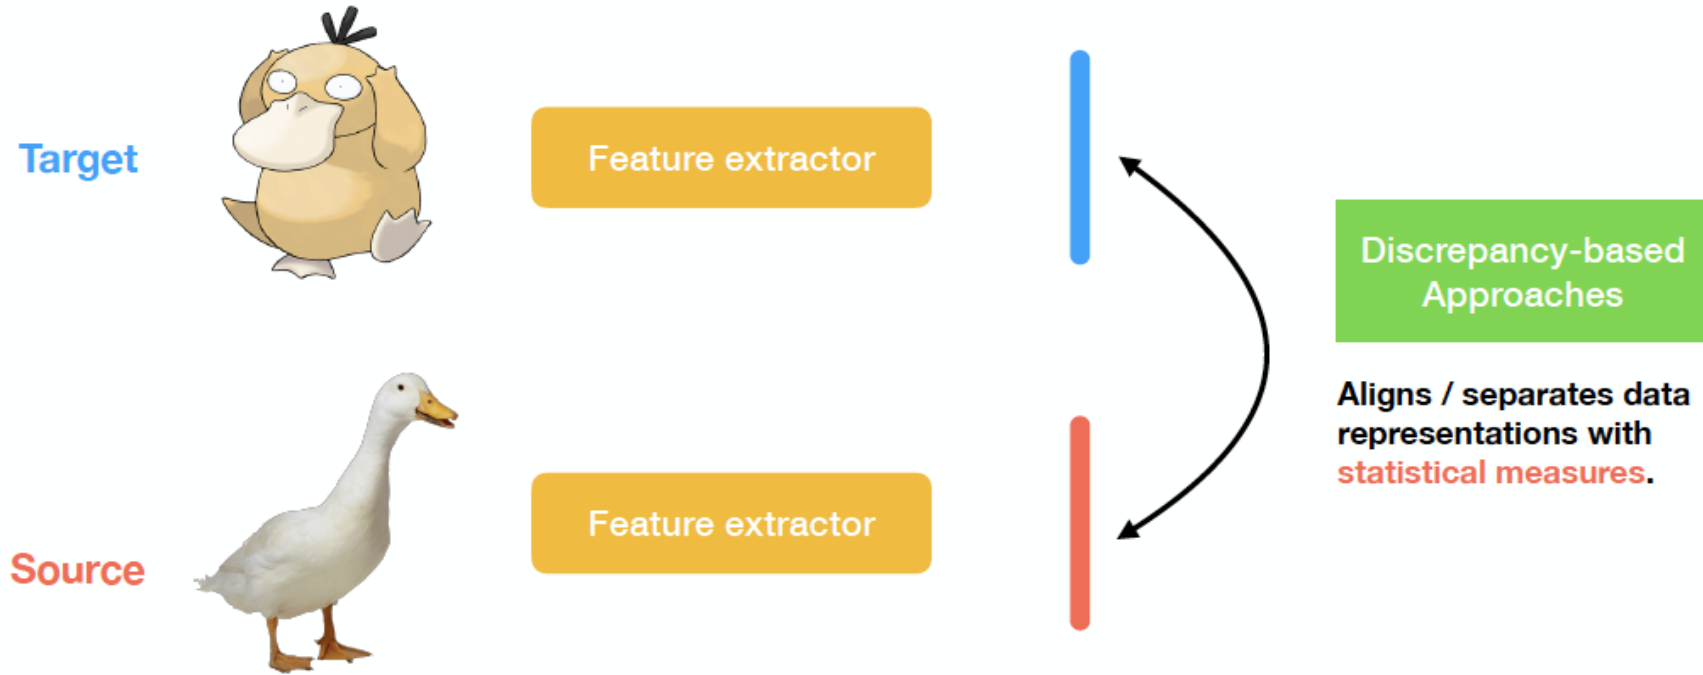 Target
Feature extractor
Discrepancy-based
Approaches
Aligns / separates data
representations with
statistical measures.
Source
Feature extractor